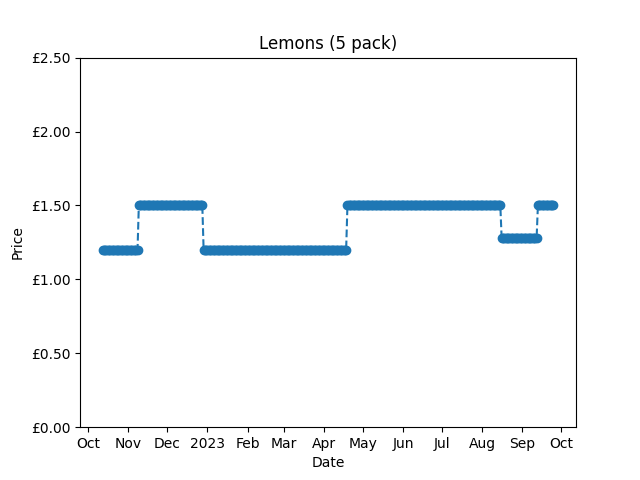 Lemons (5 pack)
£2.50
£2.00
£1.50
£1.00
£0.50
£0.00
Price
Oct Nov Dec 2023 Feb Mar Apr May Jun Jul Aug Sep Oct
Date